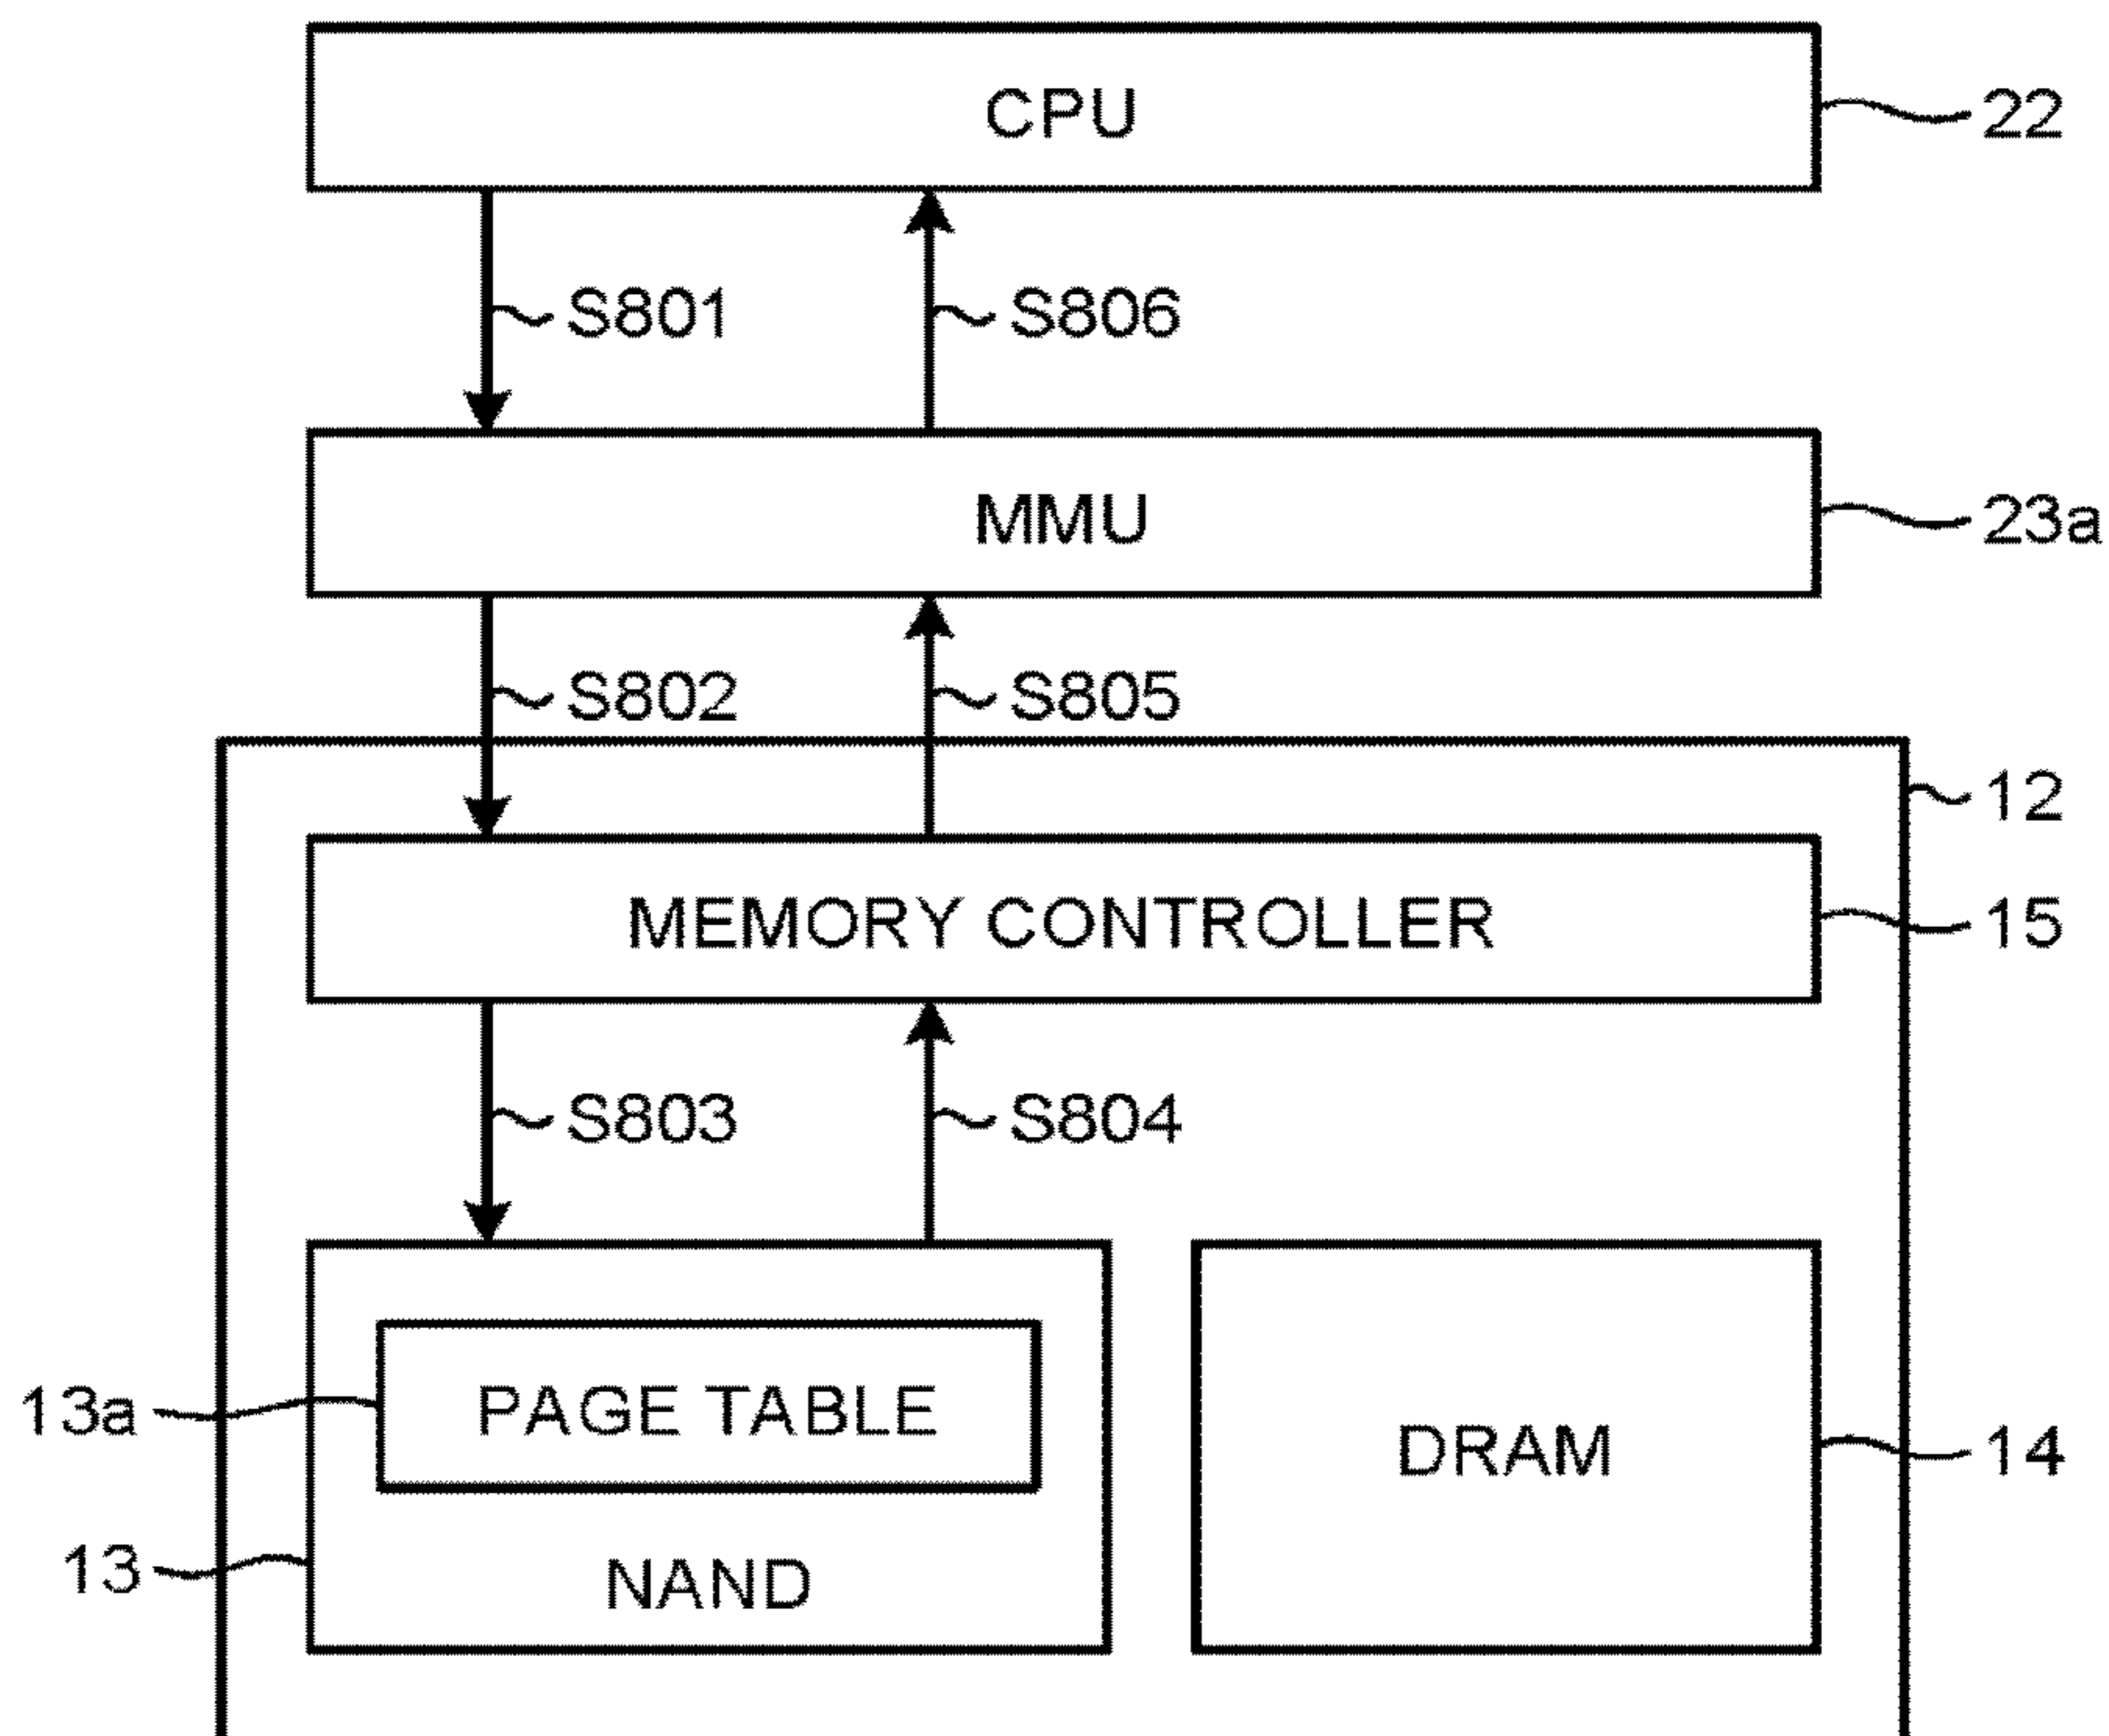 CPU
22
S801
S806
MMU
23a
S802
S805
12
MEMORY CONTROLLER
15
S803
S804
13a
PAGE TABLE
DRAM
14
13
NAND